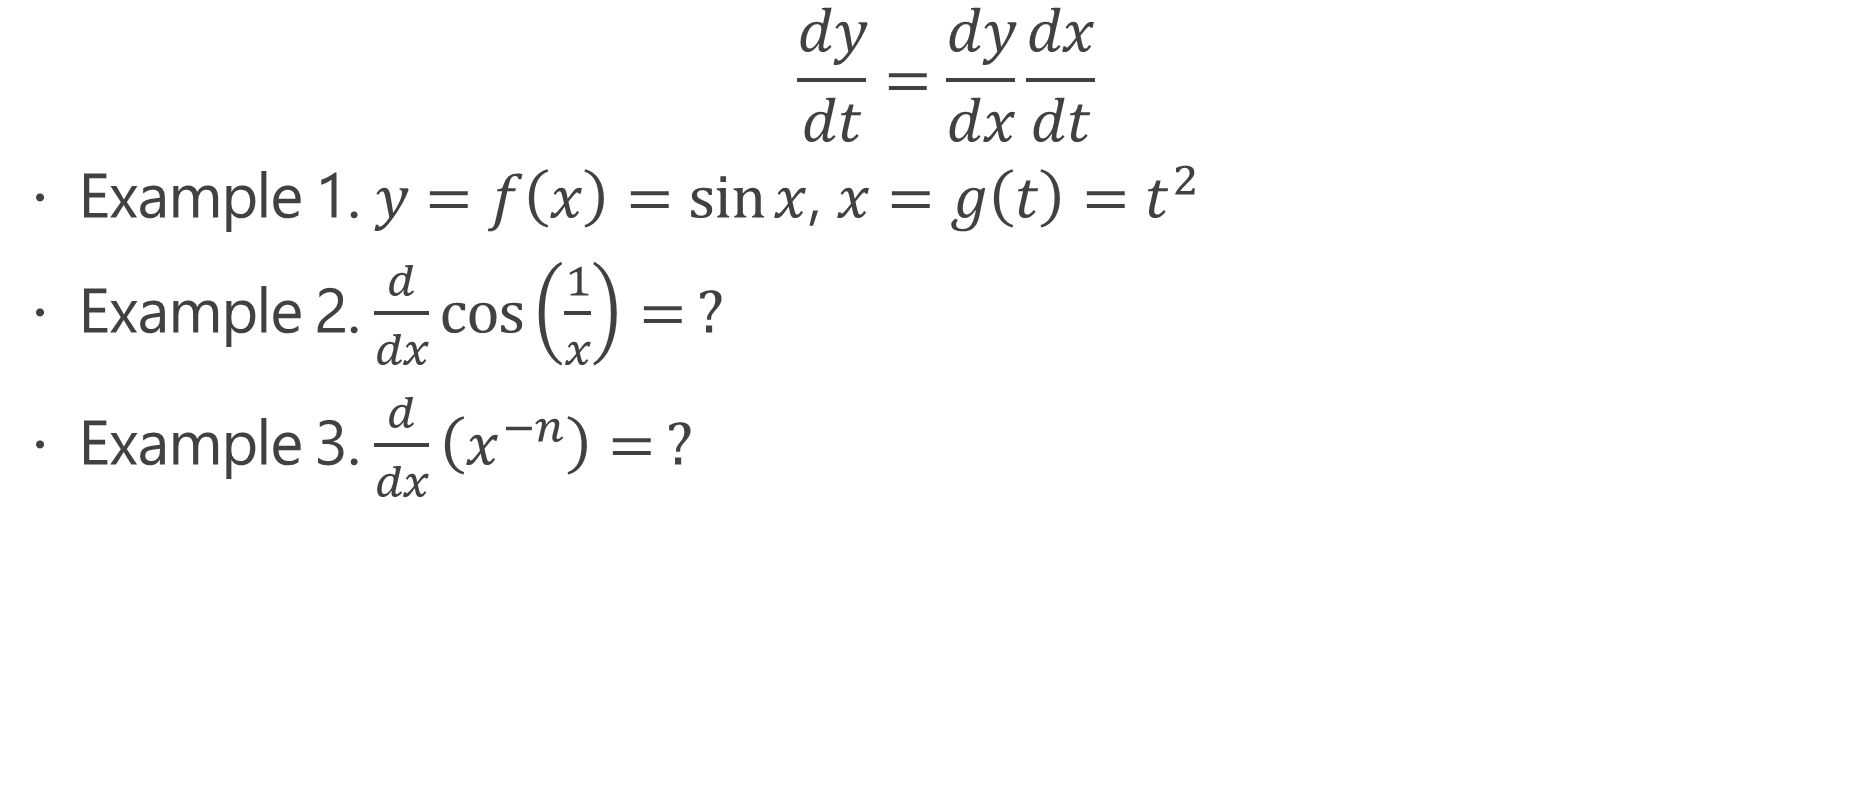 dy/dt = dy/dx dx/dt
· Example 1. y = f(x) = sin x, x = g(t) = t²
· Example 2. d/dx cos(1/x) = ?
· Example 3. d/dx (x⁻ⁿ) = ?